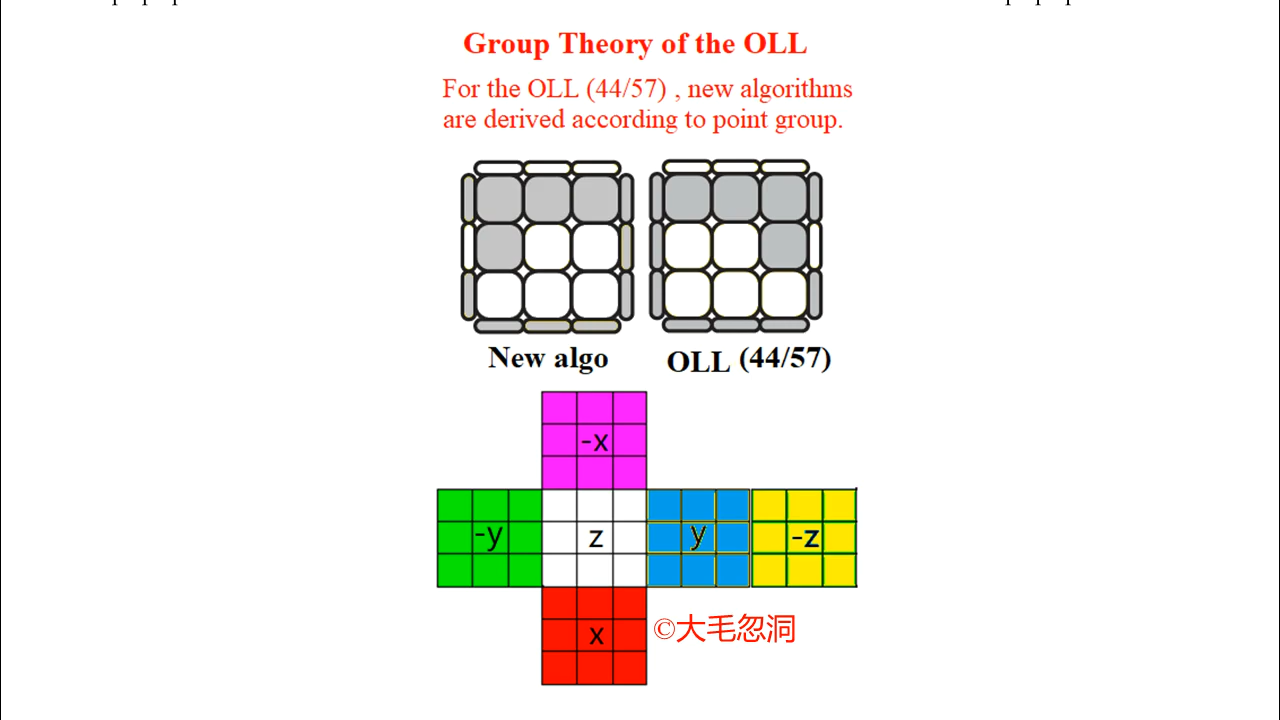 Group Theory of the OLL
For the OLL (44/57) , new algorithms
are derived according to point group.
New algo
OLL (44/57)
-x
-y
z
y
-z
x
©大毛忽洞